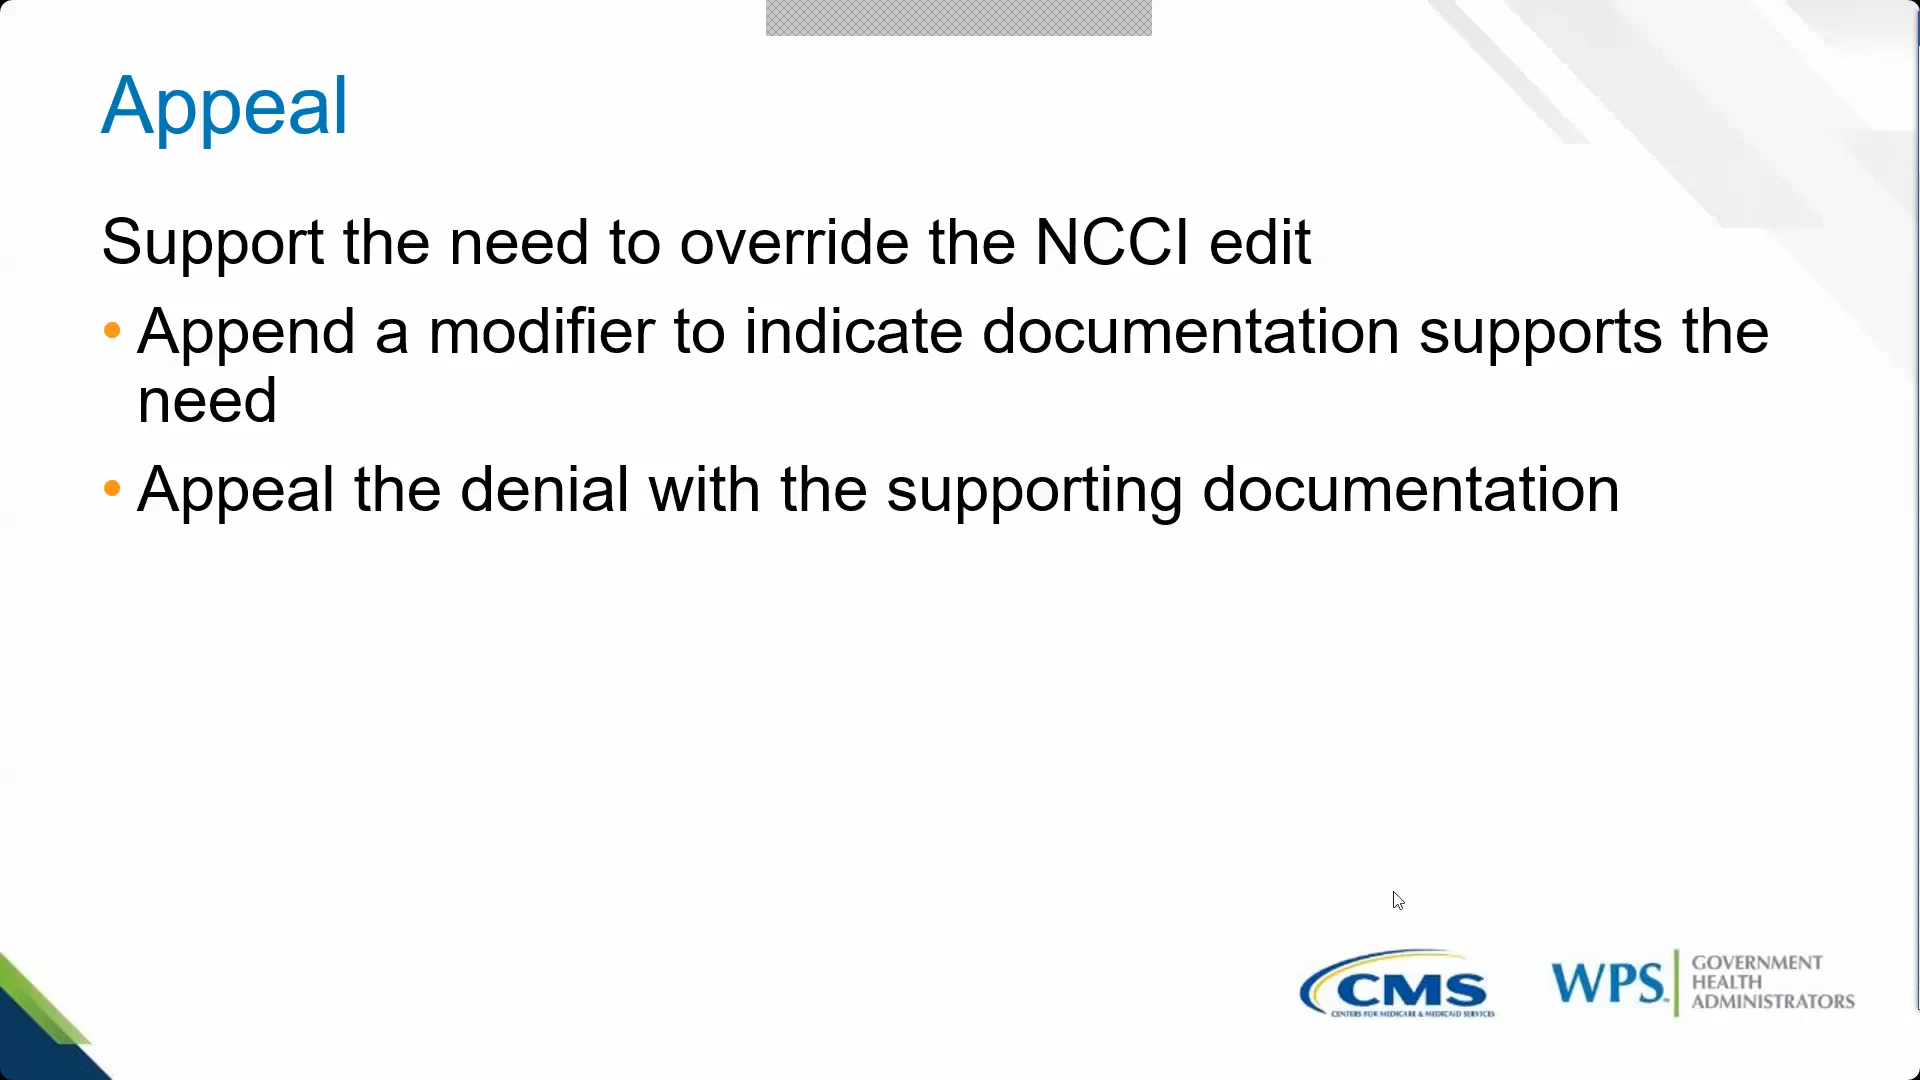 Appeal
Support the need to override the NCCI edit
• Append a modifier to indicate documentation supports the
need
• Appeal the denial with the supporting documentation
CMS
CENTERS FOR MEDICARE & MEDICAID SERVICES
WPS
GOVERNMENT
HEALTH
ADMINISTRATORS